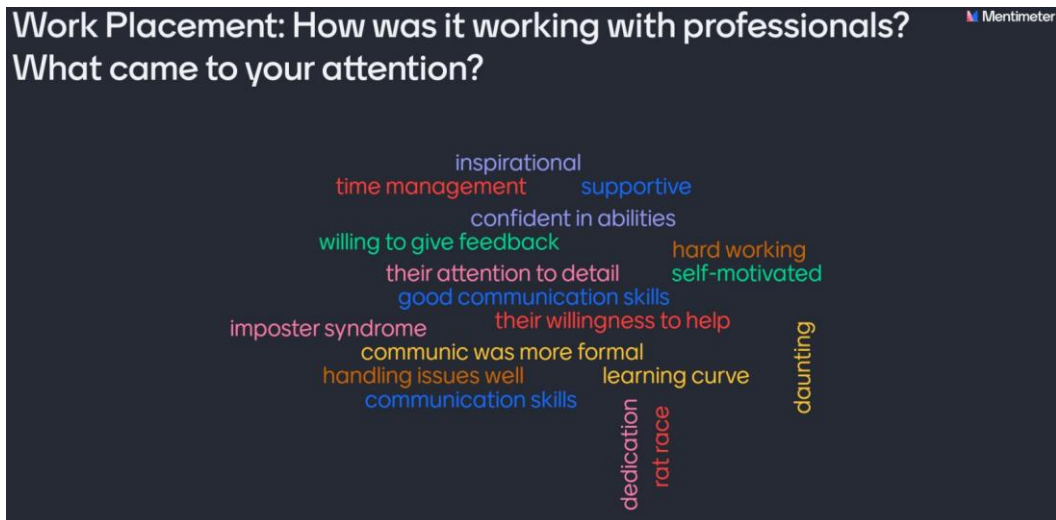 Work Placement: How was it working with professionals?
What came to your attention?
Mentimeter
inspirational
time management
supportive
confident in abilities
willing to give feedback
hard working
their attention to detail
self-motivated
good communication skills
their willingness to help
imposter syndrome
communic was more formal
daunting
handling issues well
learning curve
communication skills
dedication
rat race